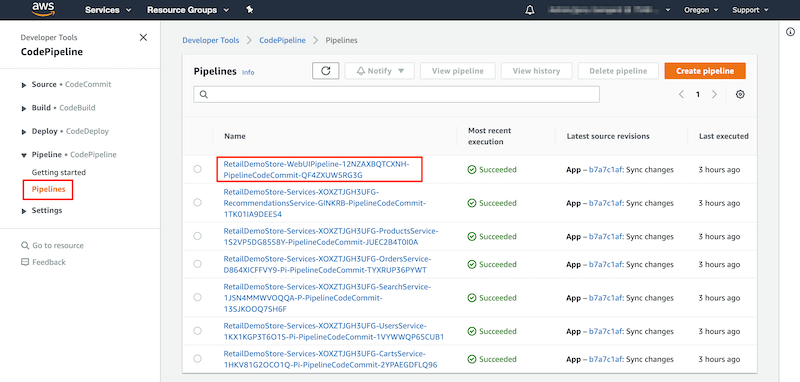 aws
Services
Resource Groups
Oregon
Support
Developer Tools
CodePipeline
Source • CodeCommit
Build • CodeBuild
Deploy • CodeDeploy
Pipeline • CodePipeline
Getting started
Pipelines
Settings
Go to resource
Feedback
Developer Tools > CodePipeline > Pipelines
Pipelines Info
Notify
View pipeline
View history
Delete pipeline
Create pipeline
1
Name
Most recent
execution
Latest source revisions
Last executed
RetailDemoStore-WebUIPipeline-12NZAXBQTCXNH-
PipelineCodeCommit-QF4ZXUW5RG3G
Succeeded
App – b7a7c1af: Sync changes
3 hours ago
RetailDemoStore-Services-XOXZTJGH3UFG-
RecommendationsService-GINKRB-PipelineCodeCommit-
1TK01IA9DEE54
Succeeded
App – b7a7c1af: Sync changes
3 hours ago
RetailDemoStore-Services-XOXZTJGH3UFG-ProductsService-
1S2VP5DG8558Y-PipelineCodeCommit-JUEC2B4T0I0A
Succeeded
App – b7a7c1af: Sync changes
3 hours ago
RetailDemoStore-Services-XOXZTJGH3UFG-OrdersService-
D864XICFFVY9-Pi-PipelineCodeCommit-TYXRUP36PYWT
Succeeded
App – b7a7c1af: Sync changes
3 hours ago
RetailDemoStore-Services-XOXZTJGH3UFG-SearchService-
1JSN4MMWVOQQA-P-PipelineCodeCommit-
13SJKOOQ7SH6F
Succeeded
App – b7a7c1af: Sync changes
3 hours ago
RetailDemoStore-Services-XOXZTJGH3UFG-UsersService-
1KX1KGP3T6O1S-Pi-PipelineCodeCommit-1VYWWQP65CUB1
Succeeded
App – b7a7c1af: Sync changes
3 hours ago
RetailDemoStore-Services-XOXZTJGH3UFG-CartsService-
1HKV81G2OCO1Q-Pi-PipelineCodeCommit-2YPAEGDFLQ96
Succeeded
App – b7a7c1af: Sync changes
3 hours ago